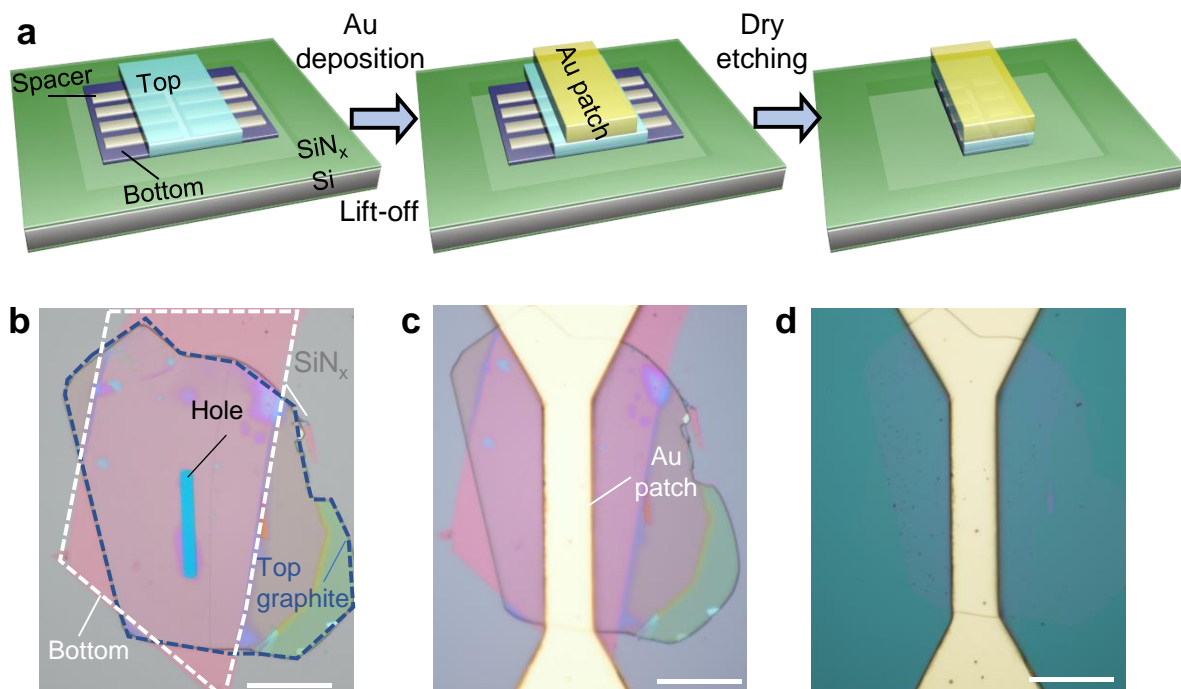 a
Au
deposition
Dry
etching
Spacer
Top
Au patch
SiNx
Si
Bottom
Lift-off
b
c
d
SiNx
Hole
Au
patch
Top
graphite
Bottom